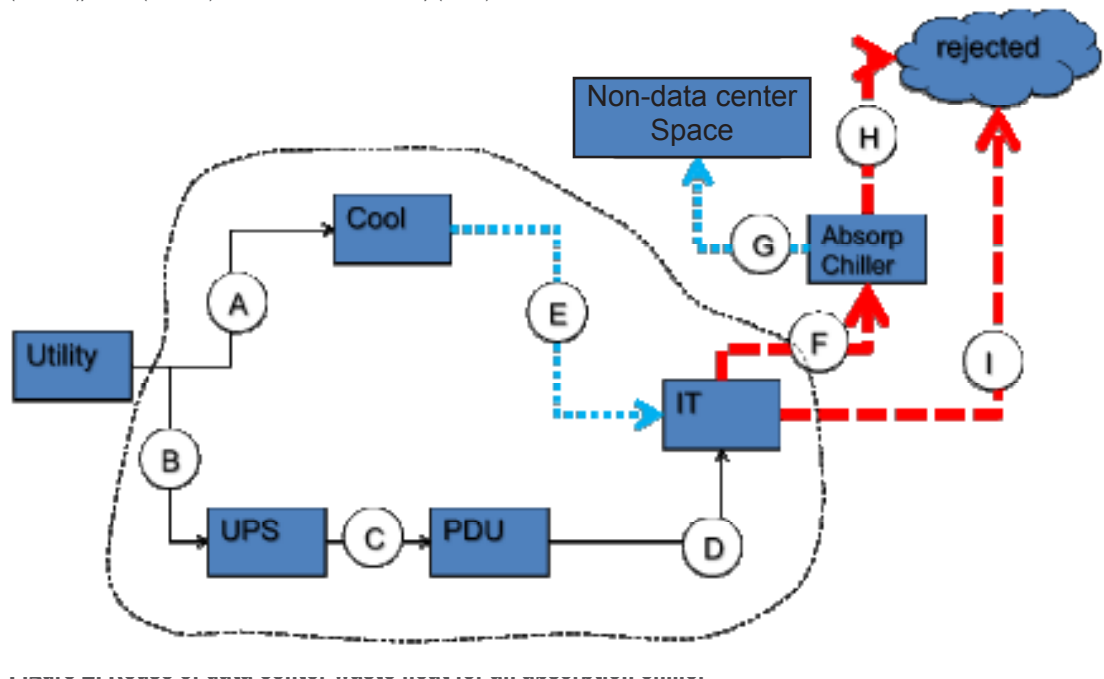 rejected
Non-data center
Space
H
Cool
G
Absorp
Chiller
A
E
Utility
F
I
IT
B
UPS
C
PDU
D